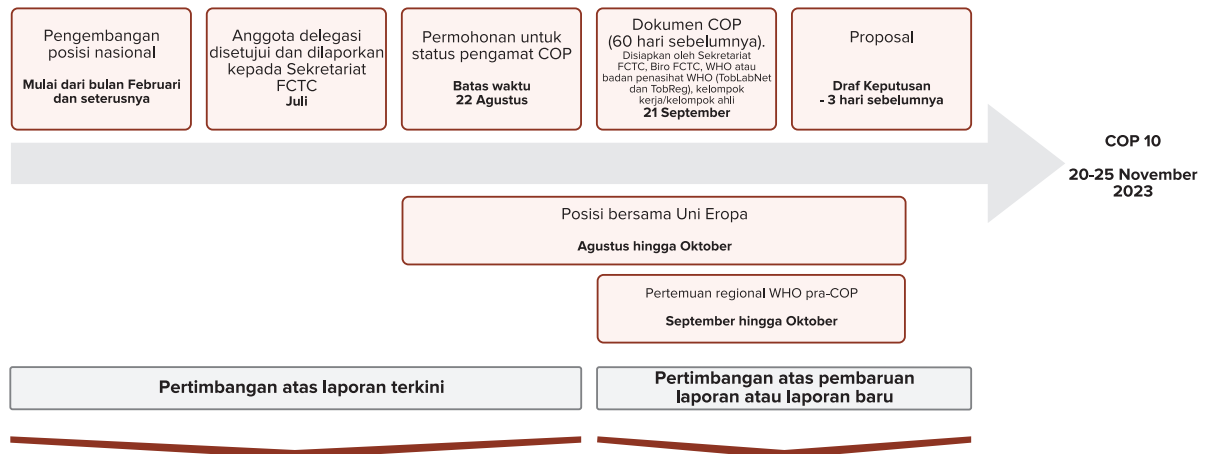 Pengembangan
posisi nasional
Mulai dari bulan Februari
dan seterusnya
Anggota delegasi
disetujui dan dilaporkan
kepada Sekretariat
FCTC
Juli
Permohonan untuk
status pengamat COP
Batas waktu
22 Agustus
Dokumen COP
(60 hari sebelumnya).
Disiapkan oleh Sekretariat
FCTC, Biro FCTC, WHO atau
badan penasihat WHO (TobLabNet
dan TobReg), kelompok
kerja/kelompok ahli
21 September
Proposal
Draf Keputusan
- 3 hari sebelumnya
COP 10
20-25 November
2023
Posisi bersama Uni Eropa
Agustus hingga Oktober
Pertemuan regional WHO pra-COP
September hingga Oktober
Pertimbangan atas laporan terkini
Pertimbangan atas pembaruan
laporan atau laporan baru